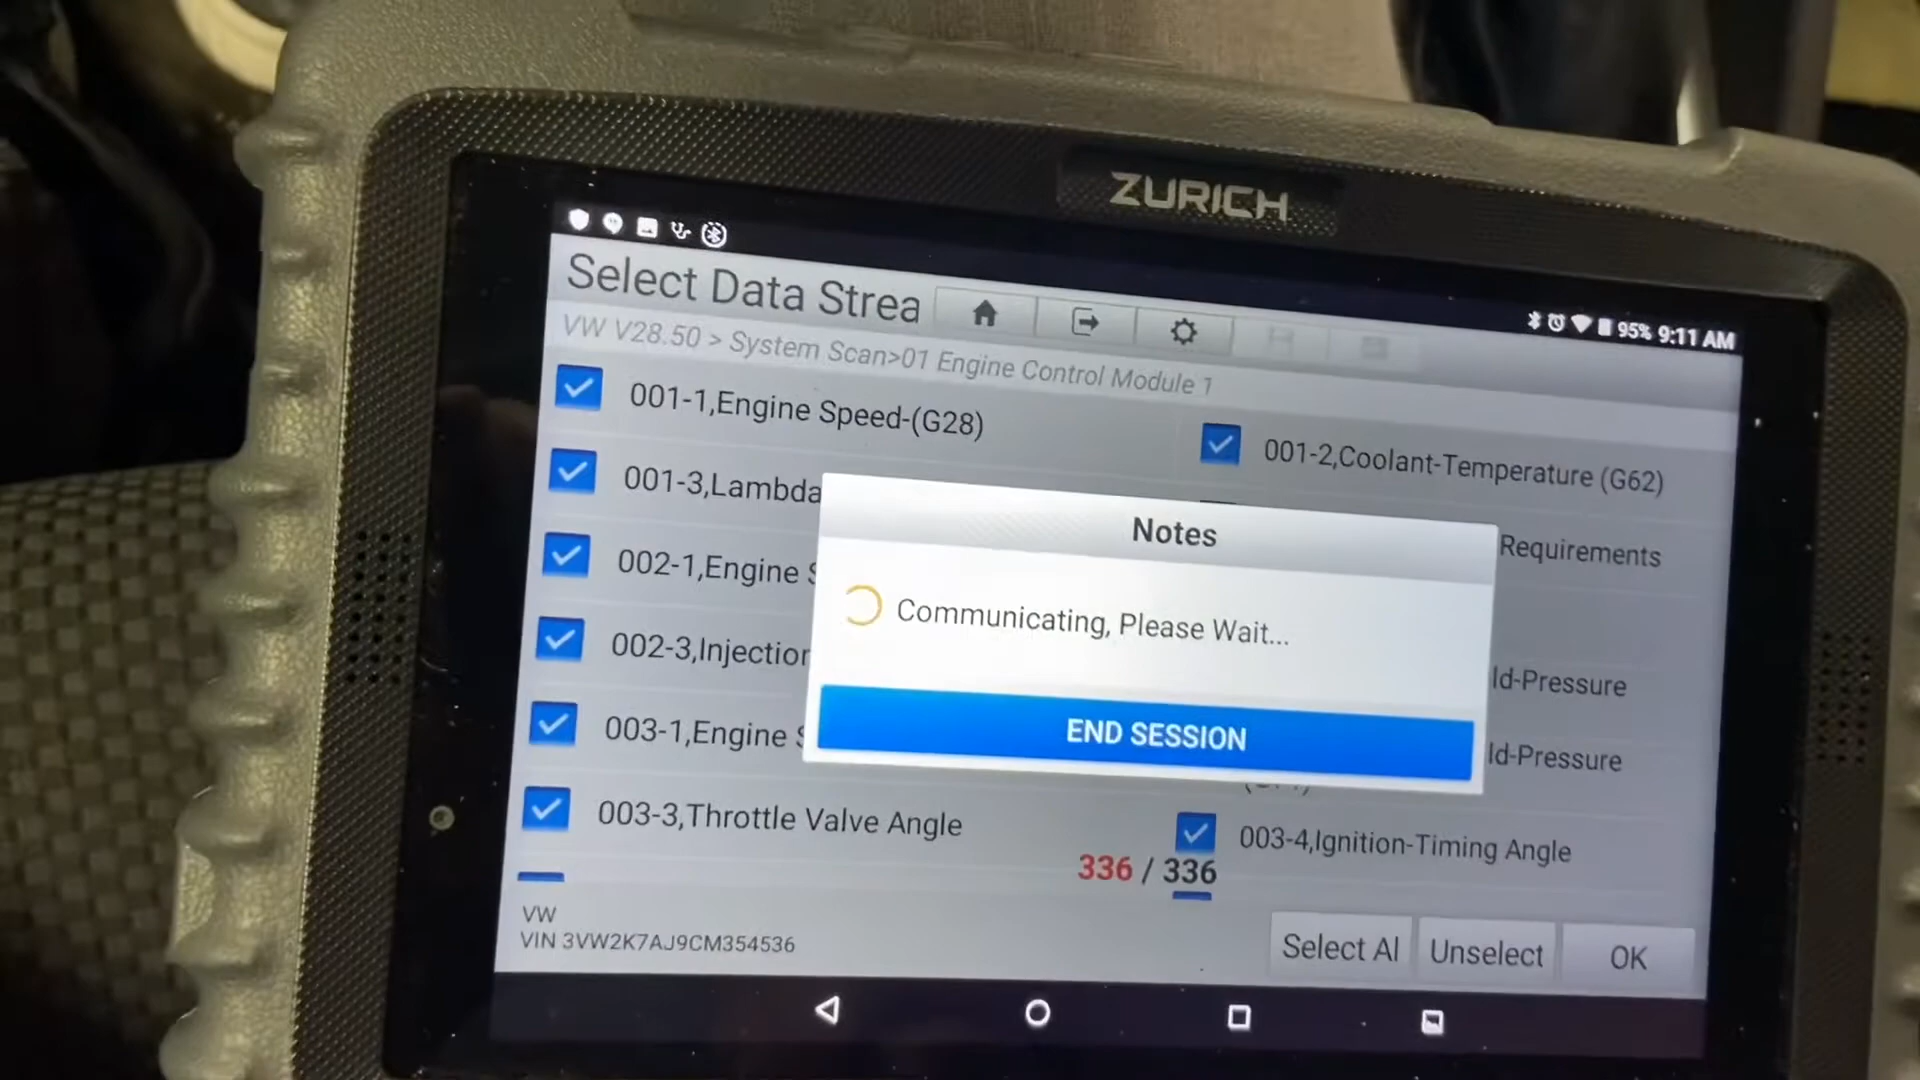 ZURICH
95% 9:11 AM
Select Data Strea
VW V28.50 > System Scan>01 Engine Control Module 1
001-1,Engine Speed-(G28)
001-2,Coolant-Temperature (G62)
001-3,Lambda
Requirements
002-1,Engine
002-3,Injection
ld-Pressure
003-1,Engine
ld-Pressure
003-3,Throttle Valve Angle
003-4,Ignition-Timing Angle
Notes
Communicating, Please Wait...
END SESSION
336 / 336
VW
VIN 3VW2K7AJ9CM354536
Select Al
Unselect
OK